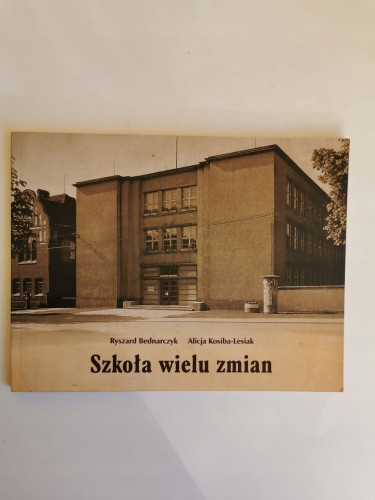 Ryszard Bednarczyk Alicja Kosiba-Lesiak
Szkoła wielu zmian